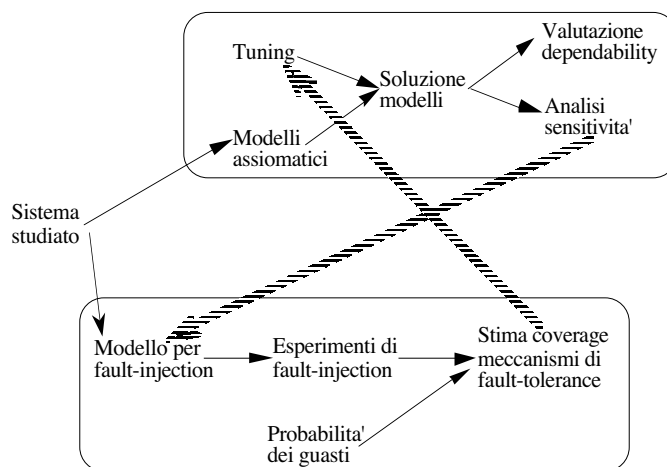 Valutazione
dependability
Tuning
Soluzione
modelli
Analisi
sensitivita'
Modelli
assiomatici
Sistema
studiato
Modello per
fault-injection
Esperimenti di
fault-injection
Stima coverage
meccanismi di
fault-tolerance
Probabilita'
dei guasti